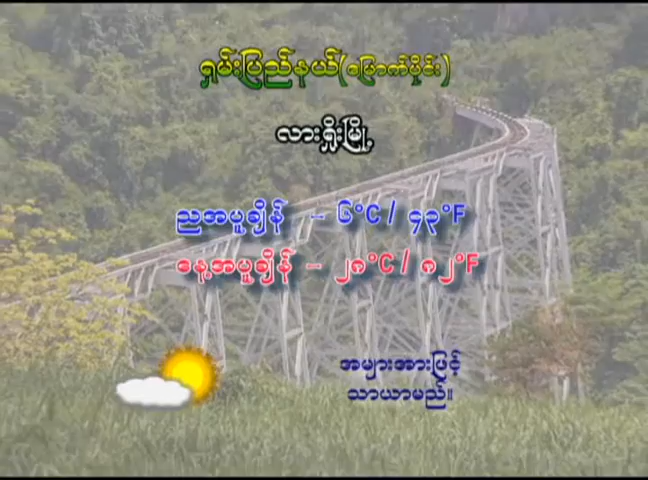 ရှမ်းပြည်နယ်(မြောက်ပိုင်း)
လားရှိုးမြို့
ညအပူချိန် - ၆°C / ၄၃°F
နေ့အပူချိန် - ၂၈°C / ၈၂°F
အများအားဖြင့်
သာယာမည်။